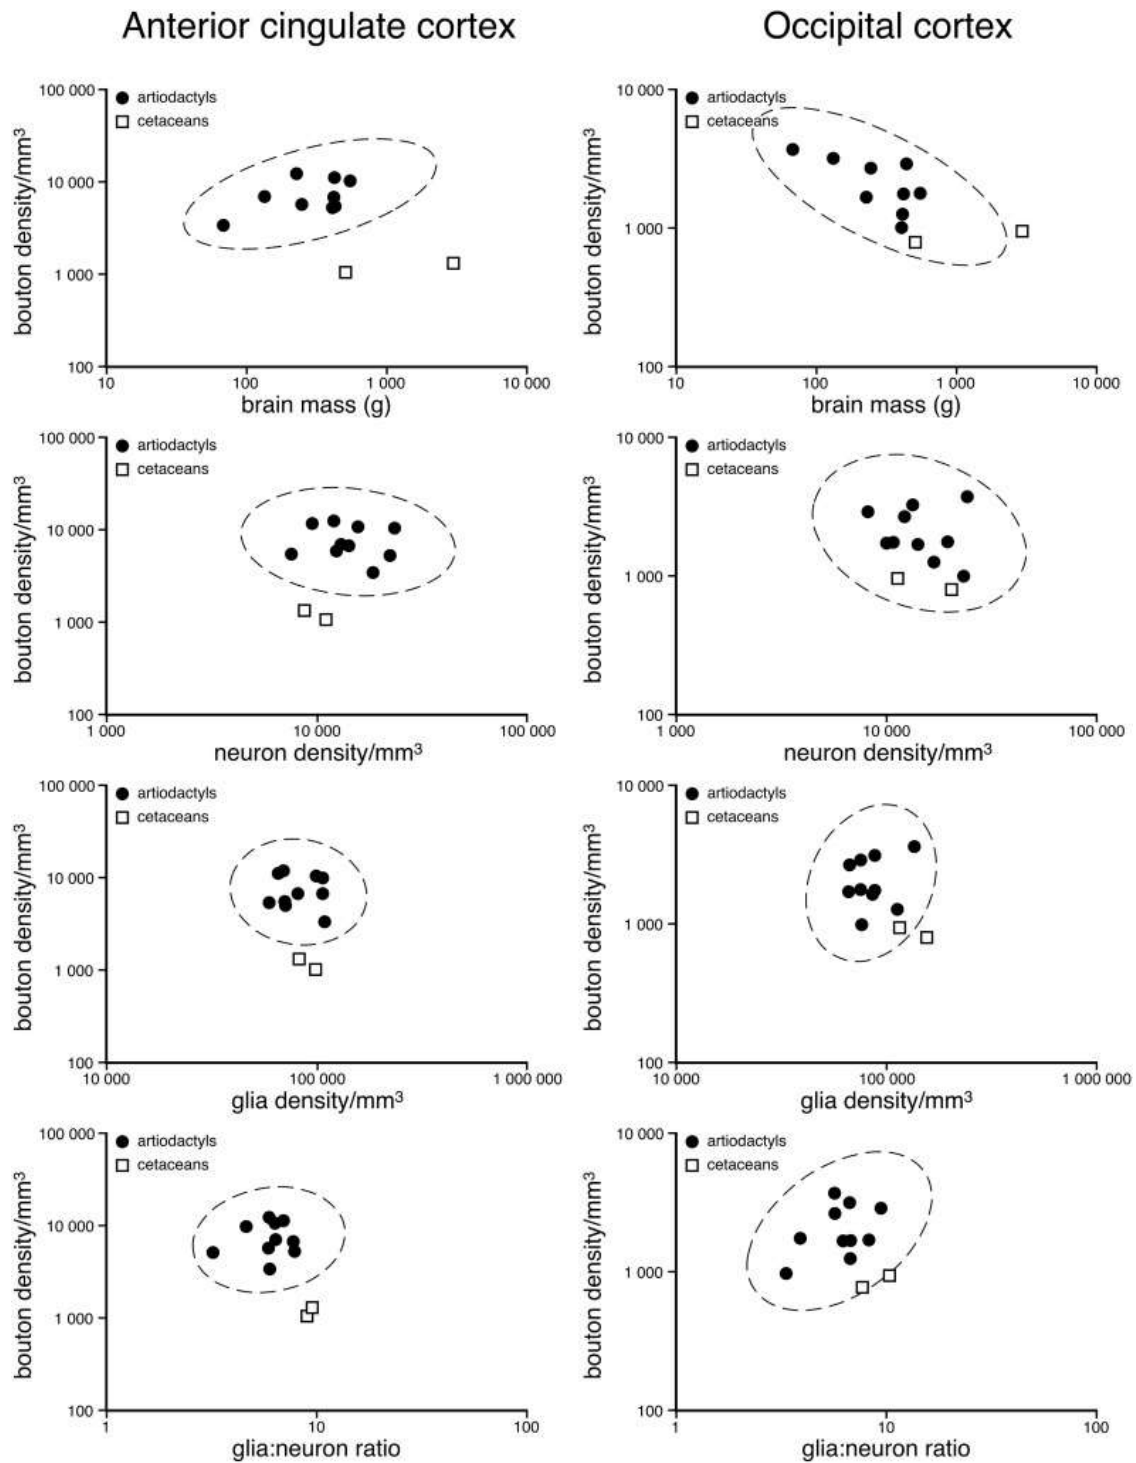 Anterior cingulate cortex
Occipital cortex
100 000
artiodactyls
cetaceans
bouton density/mm³
10 000
1 000
100
10
100
1 000
10 000
brain mass (g)
10 000
artiodactyls
cetaceans
bouton density/mm³
1 000
100
10
100
1 000
10 000
brain mass (g)
100 000
artiodactyls
cetaceans
bouton density/mm³
10 000
1 000
100
1 000
10 000
100 000
neuron density/mm³
10 000
artiodactyls
cetaceans
bouton density/mm³
1 000
100
1 000
10 000
100 000
neuron density/mm³
100 000
artiodactyls
cetaceans
bouton density/mm³
10 000
1 000
100
10 000
100 000
1 000 000
glia density/mm³
10 000
artiodactyls
cetaceans
bouton density/mm³
1 000
100
10 000
100 000
1 000 000
glia density/mm³
100 000
artiodactyls
cetaceans
bouton density/mm³
10 000
1 000
100
1
10
100
glia:neuron ratio
10 000
artiodactyls
cetaceans
bouton density/mm³
1 000
100
1
10
100
glia:neuron ratio